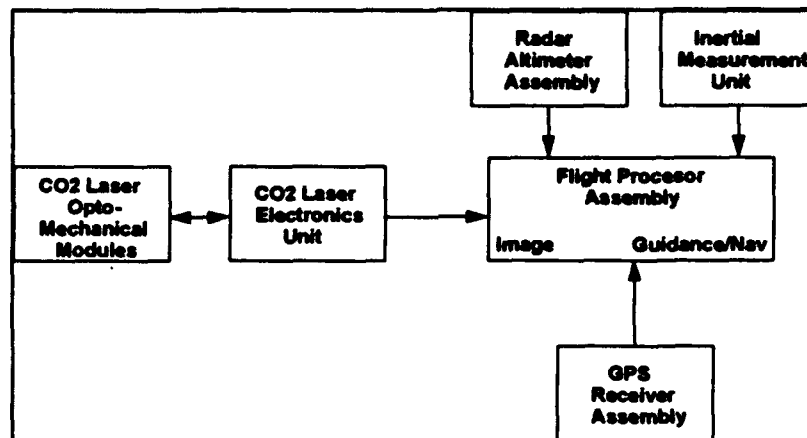 Radar
Altimeter
Assembly
Inertial
Measurement
Unit
CO2 Laser
Opto-
Mechanical
Modules
CO2 Laser
Electronics
Unit
Flight Procesor
Assembly
Image Guidance/Nav
GPS
Receiver
Assembly